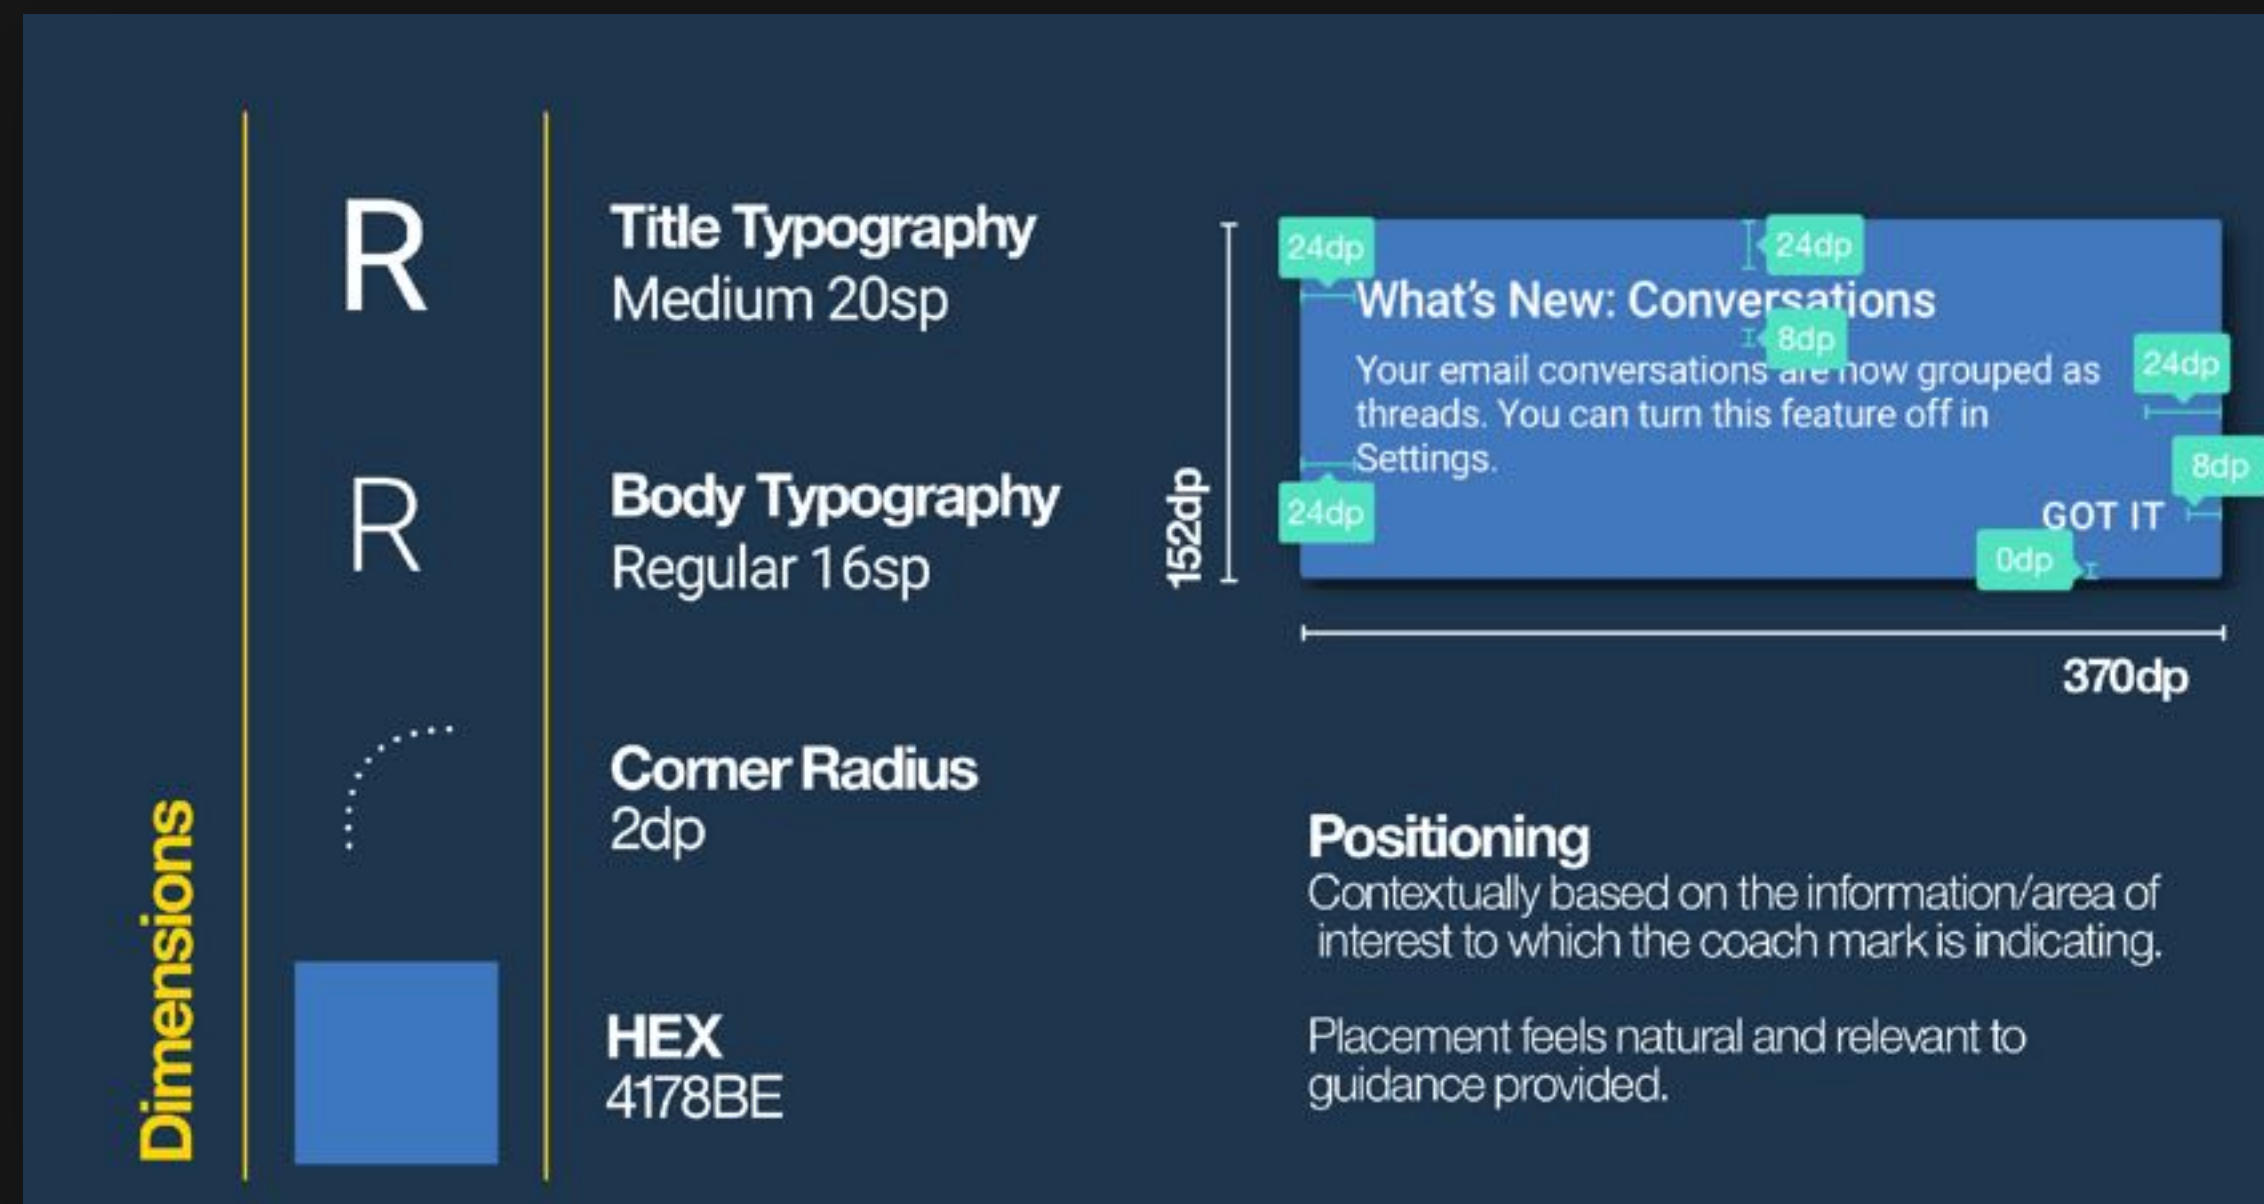 Dimensions
R
Title Typography
Medium 20sp
R
Body Typography
Regular 16sp
Corner Radius
2dp
HEX
4178BE
152dp
24dp
24dp
What's New: Conversations
8dp
Your email conversations are now grouped as
24dp
threads. You can turn this feature off in
Settings.
8dp
24dp
GOT IT
0dp
370dp
Positioning
Contextually based on the information/area of
interest to which the coach mark is indicating.
Placement feels natural and relevant to
guidance provided.